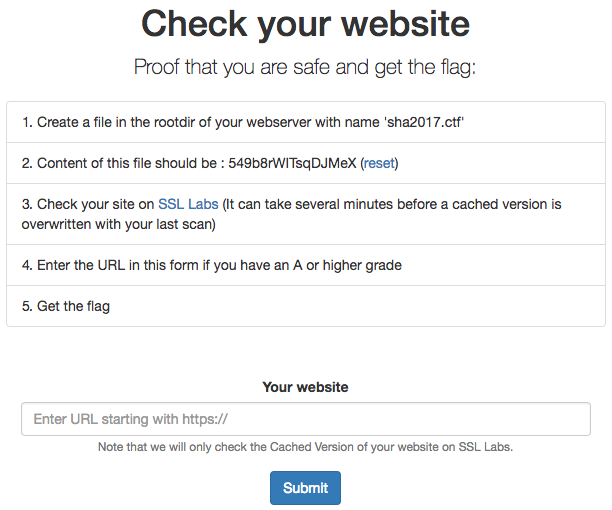 Check your website
Proof that you are safe and get the flag:
1. Create a file in the rootdir of your webserver with name 'sha2017.ctf'
2. Content of this file should be : 549b8rWlTsqDJMeX (reset)
3. Check your site on SSL Labs (It can take several minutes before a cached version is
overwritten with your last scan)
4. Enter the URL in this form if you have an A or higher grade
5. Get the flag
Your website
Enter URL starting with https://
Note that we will only check the Cached Version of your website on SSL Labs.
Submit